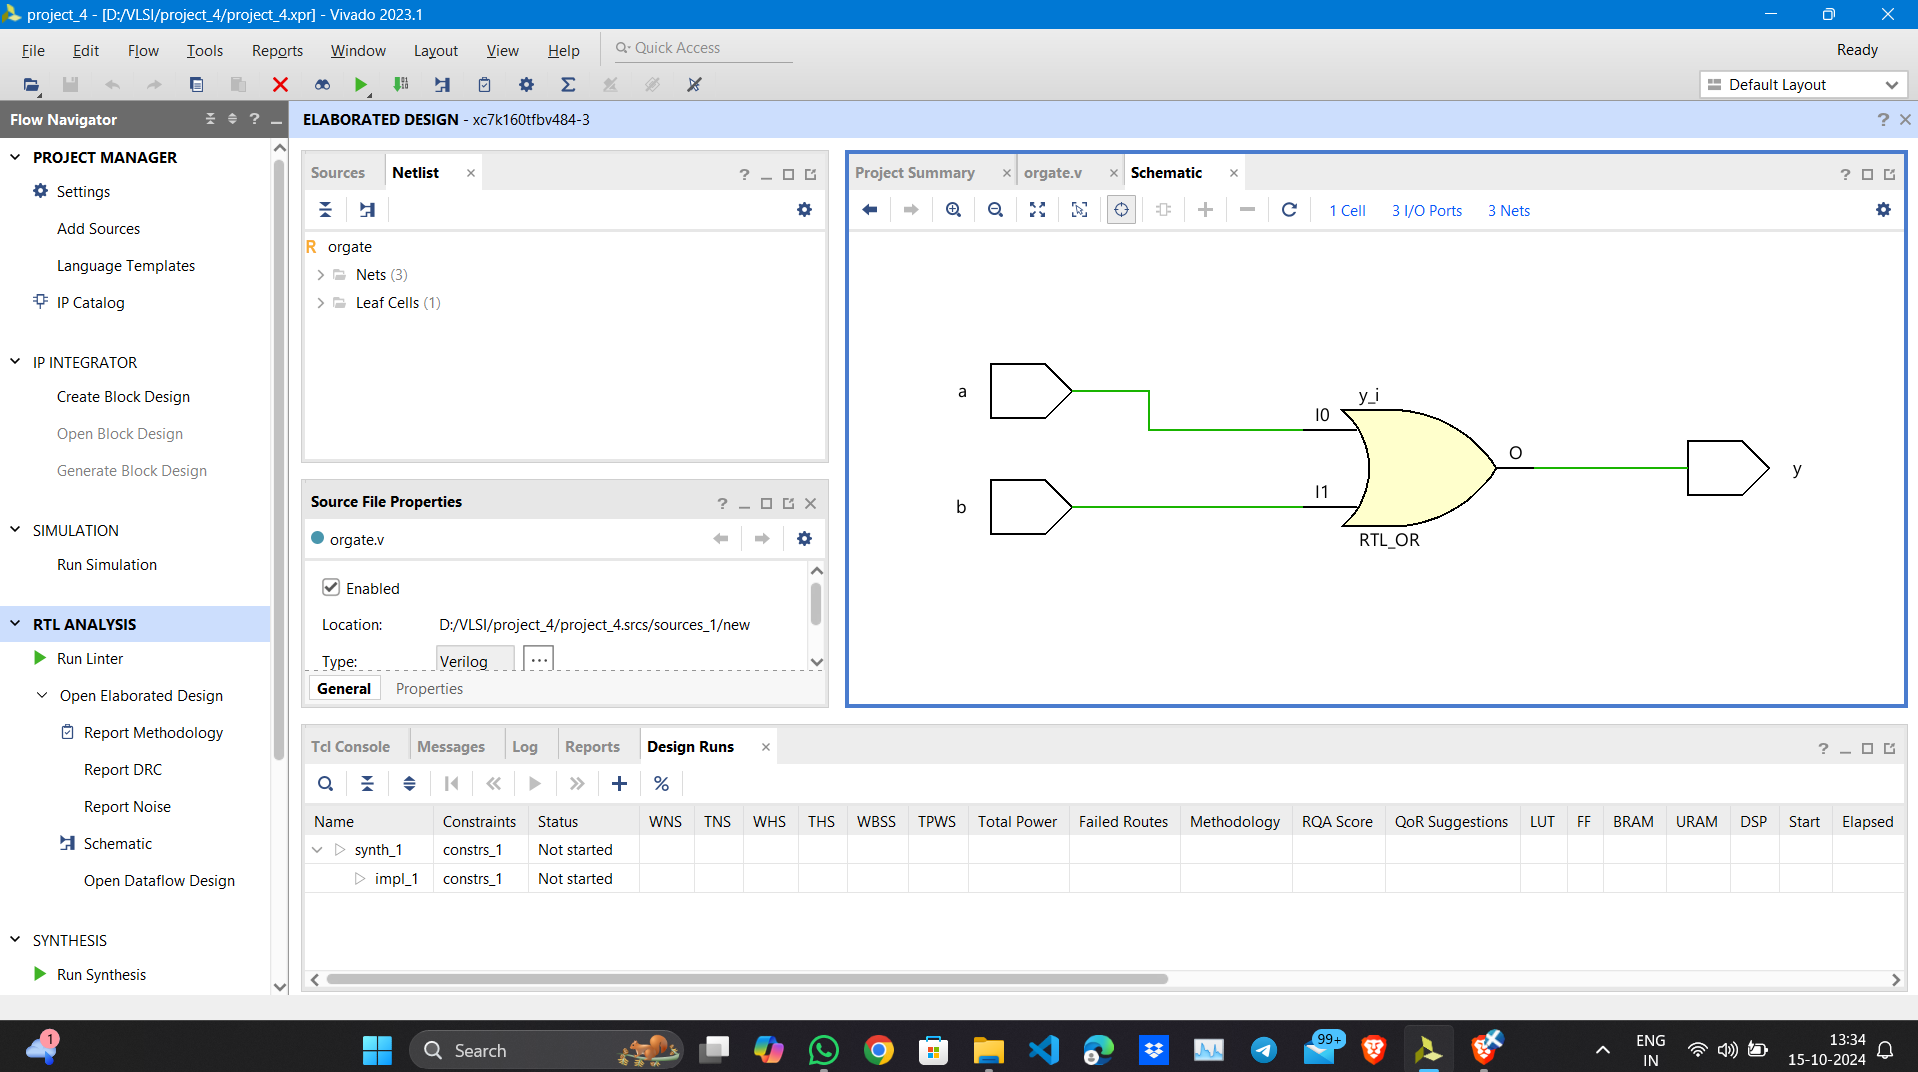 project_4 - [D:/VLSI/project_4/project_4.xpr] - Vivado 2023.1
File Edit Flow Tools Reports Window Layout View Help Quick Access Ready
Default Layout
Flow Navigator
PROJECT MANAGER
Settings
Add Sources
Language Templates
IP Catalog
IP INTEGRATOR
Create Block Design
Open Block Design
Generate Block Design
SIMULATION
Run Simulation
RTL ANALYSIS
Run Linter
Open Elaborated Design
Report Methodology
Report DRC
Report Noise
Schematic
Open Dataflow Design
SYNTHESIS
Run Synthesis
ELABORATED DESIGN - xc7k160tfbv484-3
Sources Netlist
R orgate
Nets (3)
Leaf Cells (1)
Source File Properties
orgate.v
Enabled
Location: D:/VLSI/project_4/project_4.srcs/sources_1/new
Type: Verilog
General Properties
Project Summary orgate.v Schematic
1 Cell 3 I/O Ports 3 Nets
a
b
y_i
I0
I1
O
RTL_OR
y
Tcl Console Messages Log Reports Design Runs
Name Constraints Status WNS TNS WHS THS WBSS TPWS Total Power Failed Routes Methodology RQA Score QoR Suggestions LUT FF BRAM URAM DSP Start Elapsed
synth_1 constrs_1 Not started
impl_1 constrs_1 Not started
1
Search
99+
ENG
IN
13:34
15-10-2024